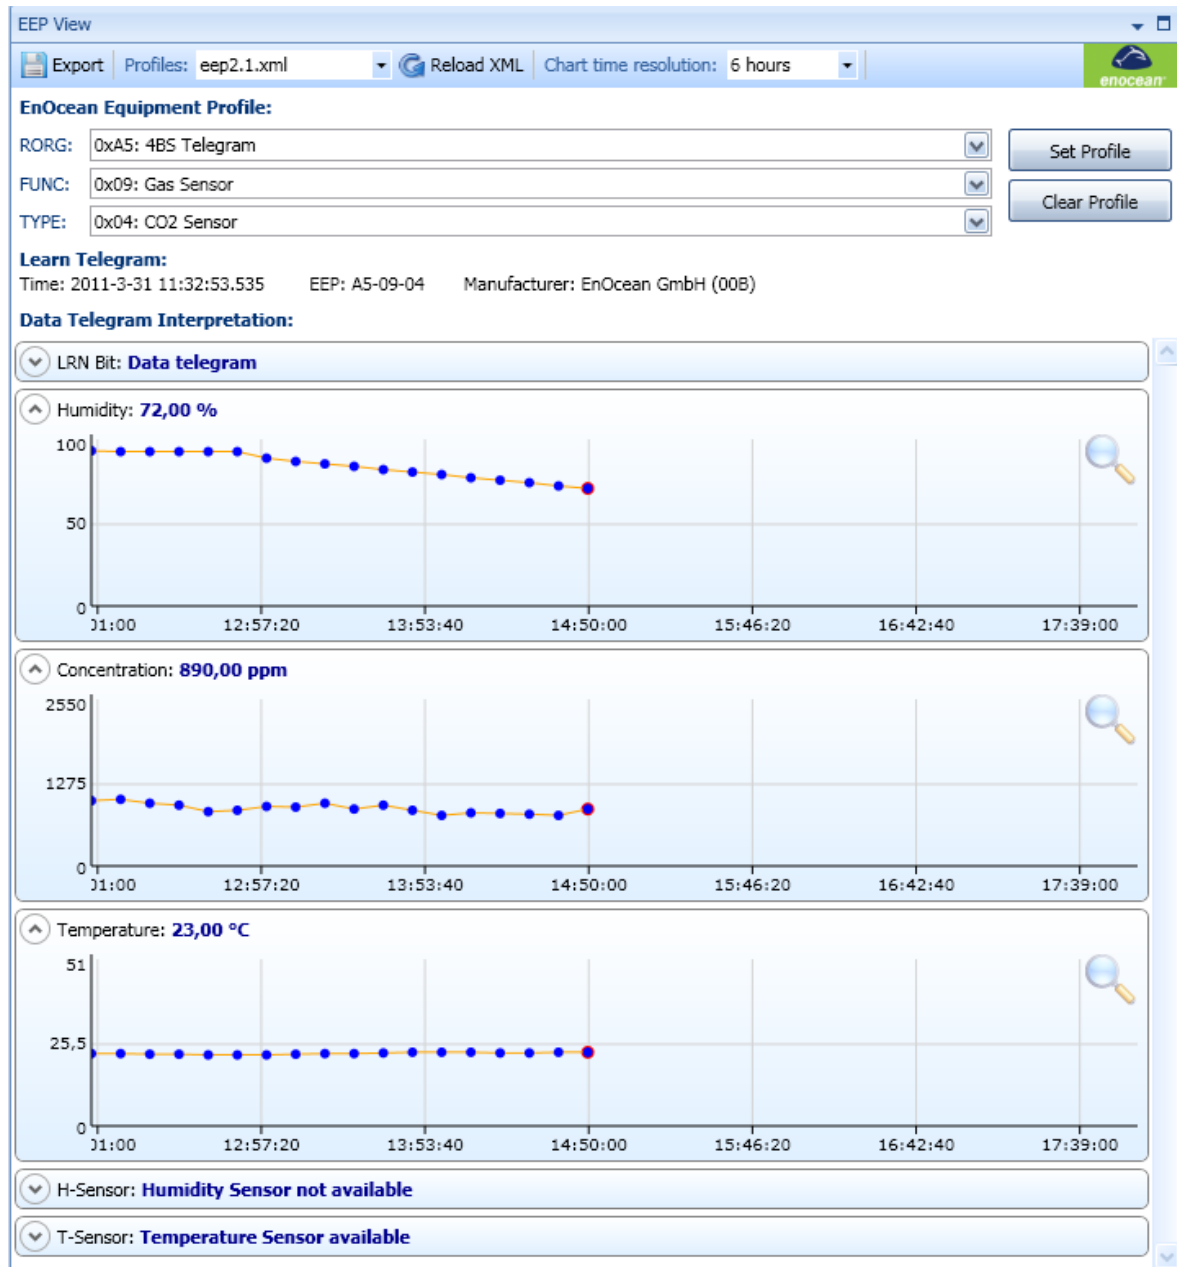 EEP View
Export Profiles: eep2.1.xml Reload XML Chart time resolution: 6 hours
enocean
EnOcean Equipment Profile:
RORG: 0xA5: 4BS Telegram Set Profile
FUNC: 0x09: Gas Sensor
Clear Profile
TYPE: 0x04: CO2 Sensor
Learn Telegram:
Time: 2011-3-31 11:32:53.535 EEP: A5-09-04 Manufacturer: EnOcean GmbH (00B)
Data Telegram Interpretation:
LRN Bit: Data telegram
Humidity: 72,00 %
100
50
0
01:00 12:57:20 13:53:40 14:50:00 15:46:20 16:42:40 17:39:00
Concentration: 890,00 ppm
2550
1275
0
01:00 12:57:20 13:53:40 14:50:00 15:46:20 16:42:40 17:39:00
Temperature: 23,00 °C
51
25,5
0
01:00 12:57:20 13:53:40 14:50:00 15:46:20 16:42:40 17:39:00
H-Sensor: Humidity Sensor not available
T-Sensor: Temperature Sensor available